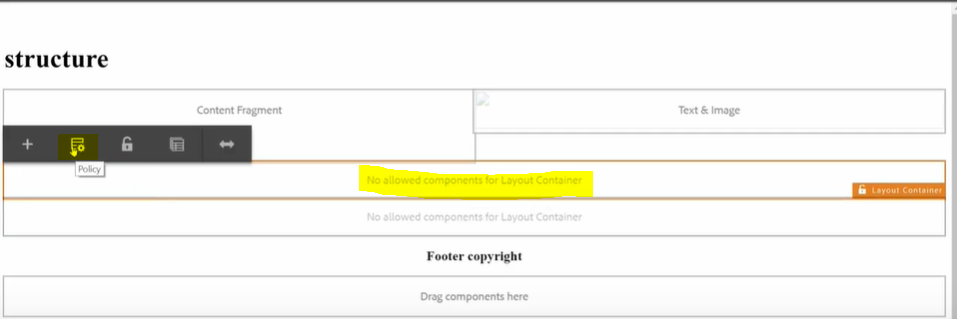 structure
Content Fragment
Text & Image
Policy
No allowed components for Layout Container
Layout Container
No allowed components for Layout Container
Footer copyright
Drag components here